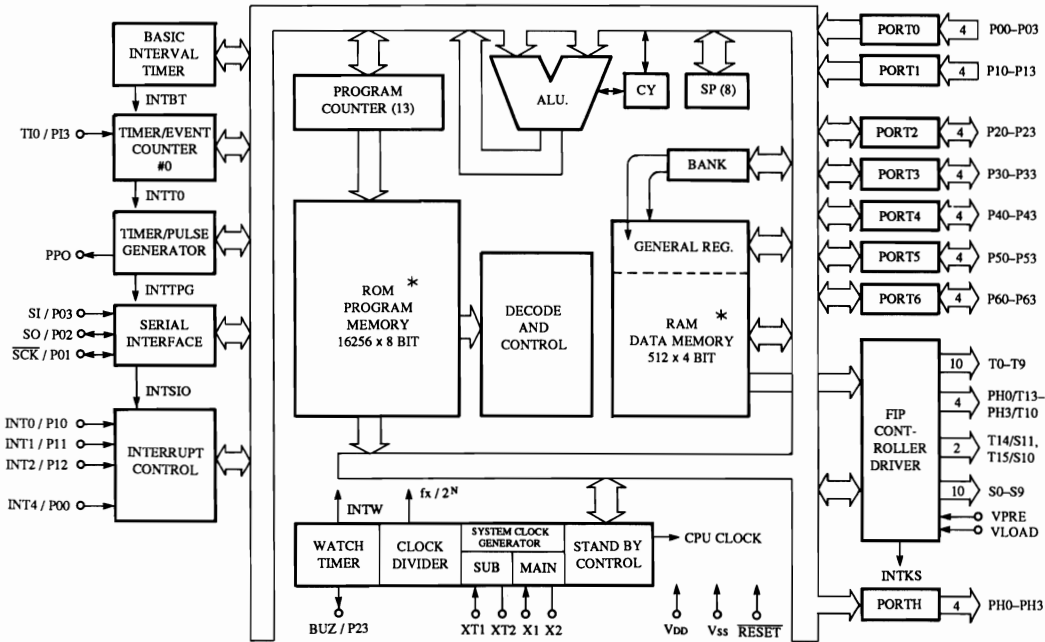 BASIC
INTERVAL
TIMER
INTBT
TI0 / PI3
TIMER/EVENT
COUNTER
#0
INTT0
PPO
TIMER/PULSE
GENERATOR
INTTPG
SI / P03
SO / P02
SCK / P01
SERIAL
INTERFACE
INTSIO
INT0 / P10
INT1 / P11
INT2 / P12
INT4 / P00
INTERRUPT
CONTROL
PROGRAM
COUNTER (13)
ALU.
CY
SP (8)
BANK
GENERAL REG.
ROM *
PROGRAM
MEMORY
16256 x 8 BIT
DECODE
AND
CONTROL
RAM *
DATA MEMORY
512 x 4 BIT
INTW
fx / 2^N
WATCH
TIMER
CLOCK
DIVIDER
SYSTEM CLOCK
GENERATOR
SUB
MAIN
STAND BY
CONTROL
CPU CLOCK
BUZ / P23
XT1
XT2
X1
X2
VDD
VSS
RESET
PORT0 4 P00–P03
PORT1 4 P10–P13
PORT2 4 P20–P23
PORT3 4 P30–P33
PORT4 4 P40–P43
PORT5 4 P50–P53
PORT6 4 P60–P63
FIP
CONT-
ROLLER
DRIVER
10 T0–T9
4 PH0/T13–
PH3/T10
2 T14/S11,
T15/S10
10 S0–S9
VPRE
VLOAD
INTKS
PORTH 4 PH0–PH3